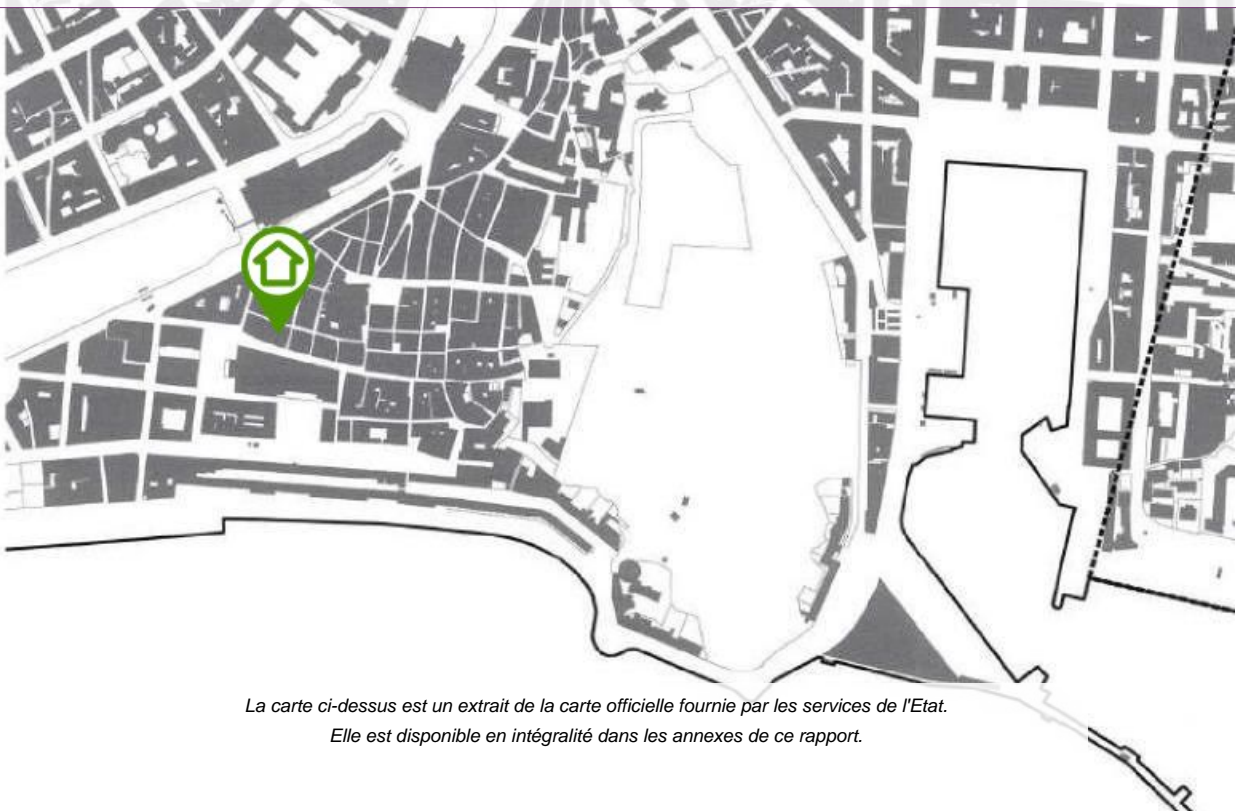 La carte ci-dessus est un extrait de la carte officielle fournie par les services de l'Etat.
Elle est disponible en intégralité dans les annexes de ce rapport.